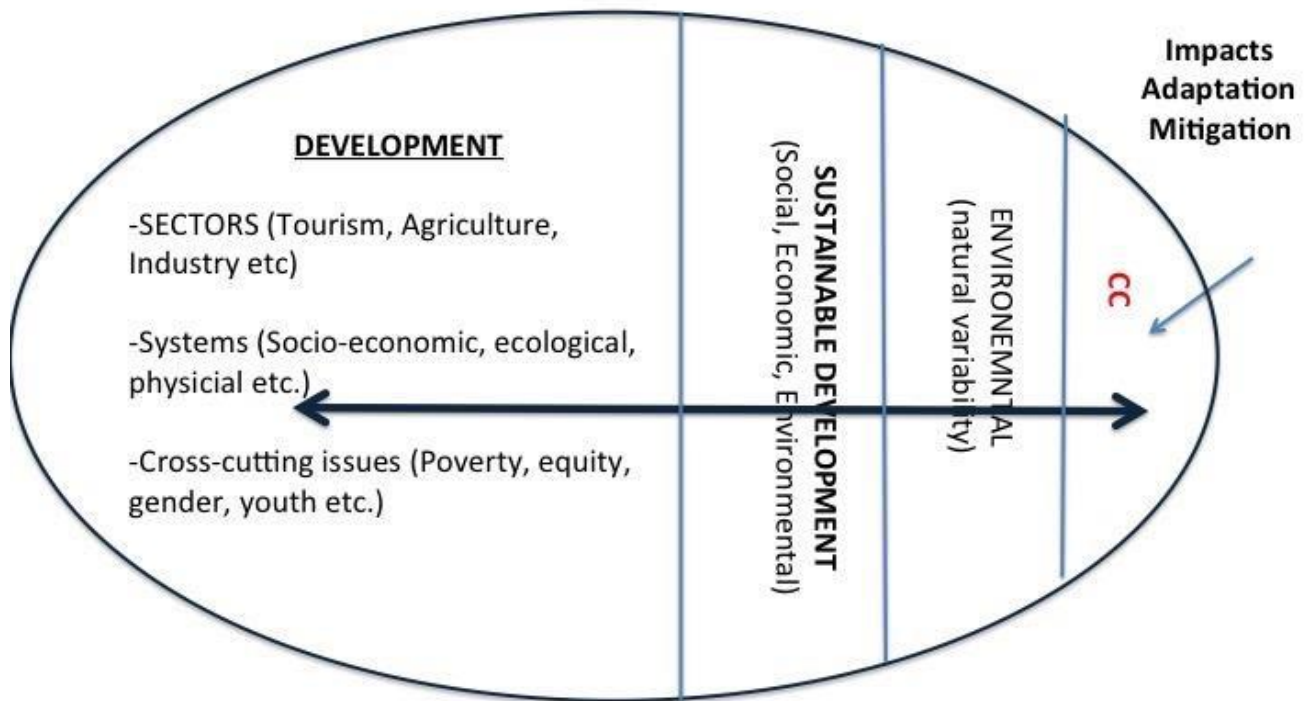 DEVELOPMENT
-SECTORS (Tourism, Agriculture,
Industry etc)
-Systems (Socio-economic, ecological,
physicial etc.)
-Cross-cutting issues (Poverty, equity,
gender, youth etc.)
SUSTAINABLE DEVELOPMENT
(Social, Economic, Environmental)
ENVIRONEMNTAL
(natural variability)
CC
Impacts
Adaptation
Mitigation